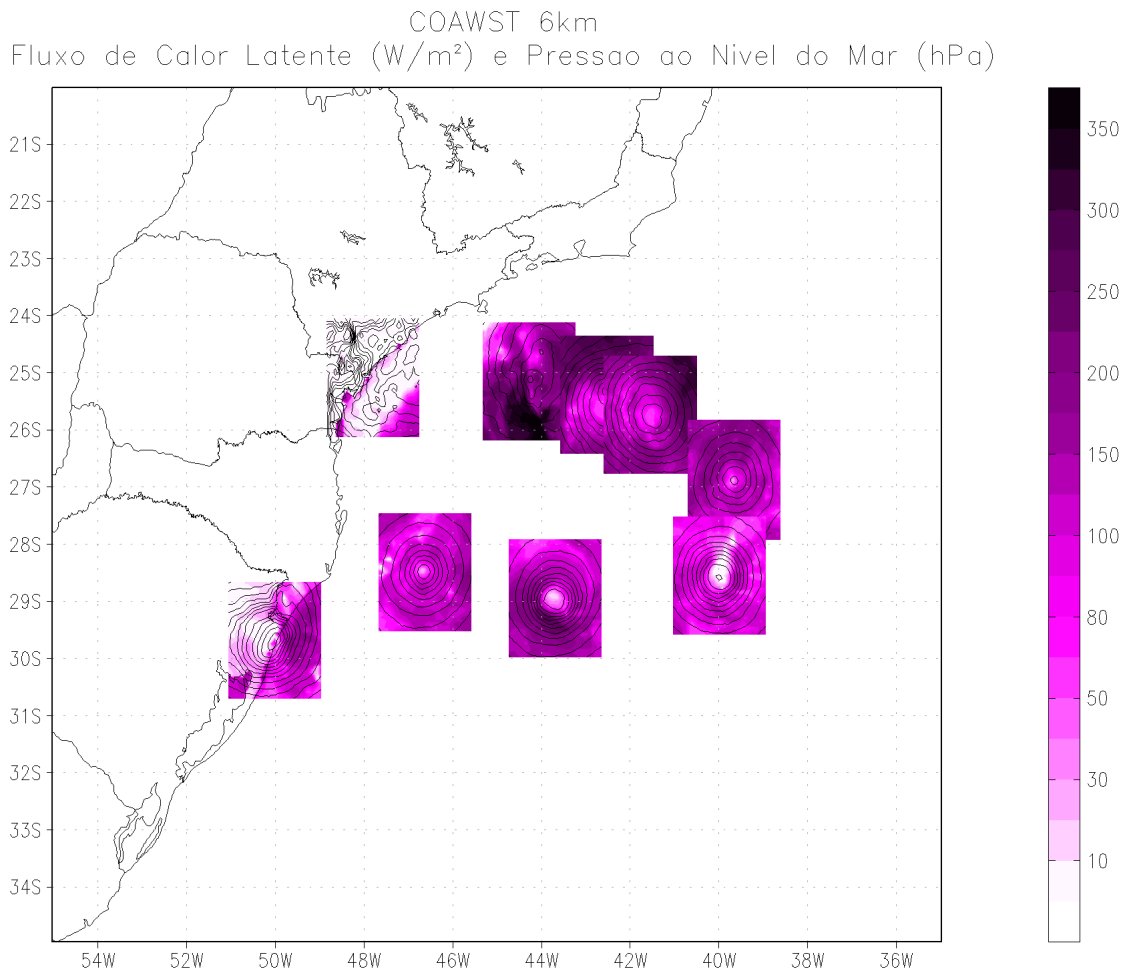 COAWST 6km
Fluxo de Calor Latente (W/m²) e Pressao ao Nivel do Mar (hPa)
21S
22S
23S
24S
25S
26S
27S
28S
29S
30S
31S
32S
33S
34S
54W 52W 50W 48W 46W 44W 42W 40W 38W 36W
350
300
250
200
150
100
80
50
30
10